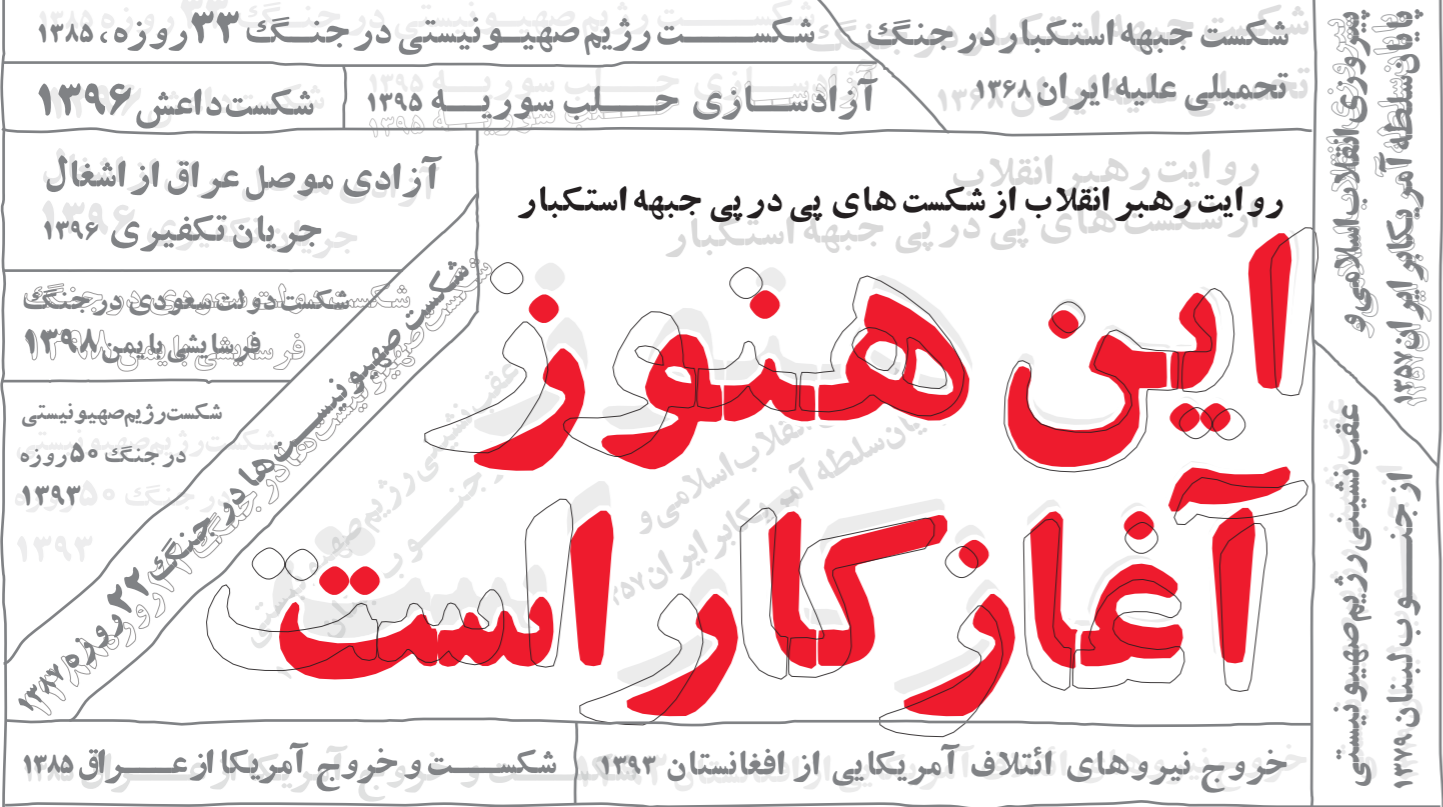 پیروزی انقلاب اسلامی و
پایان سلطه آمریکا بر ایران ۱۳۵۷
شکست جبهه استکبار در جنگ
تحمیلی علیه ایران ۱۳۶۸
شکست رژیم صهیونیستی در جنگ ۳۳ روزه، ۱۳۸۵
آزادسازی حلب سوریه ۱۳۹۵
شکست داعش ۱۳۹۶
آزادی موصل عراق از اشغال
جریان تکفیری ۱۳۹۶
روایت رهبر انقلاب از شکست های پی در پی جبهه استکبار
این هنوز
آغاز کار است
شکست دولت سعودی در جنگ
فرسایشی با یمن ۱۳۹۸
شکست رژیم صهیونیستی
در جنگ ۵۰ روزه
۱۳۹۳
شکست صهیونیست‌ها در جنگ ۲۲ روزه ۱۳۸۷
عقب نشینی رژیم صهیونیستی
از جنوب لبنان ۱۳۷۹
خروج نیروهای ائتلاف آمریکایی از افغانستان ۱۳۹۳
شکست و خروج آمریکا از عراق ۱۳۸۵